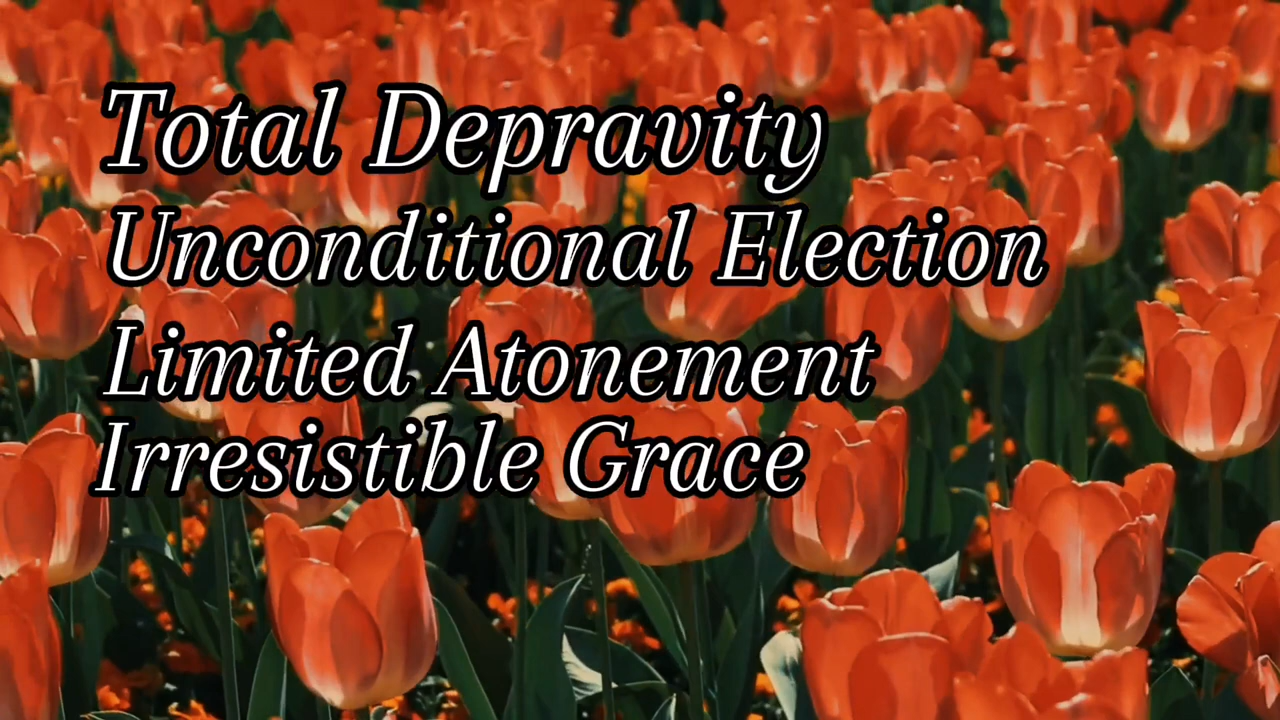 Total Depravity
Unconditional Election
Limited Atonement
Irresistible Grace